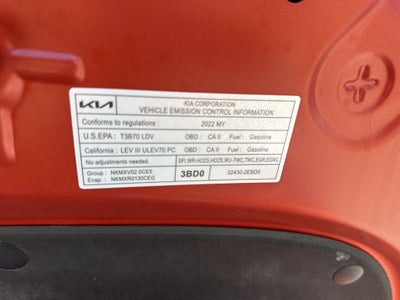 KIA
KIA CORPORATION
VEHICLE EMISSION CONTROL INFORMATION
Conforms to regulations : 2022 MY
U.S.EPA : T3B70 LDV OBD : CA II Fuel : Gasoline
California : LEV III ULEV70 PC OBD : CA II Fuel : Gasoline
No adjustments needed. SFI,WR-HO2S,HO2S,WU-TWC,TWC,EGR,EGRC
Group : NKMXV02.0CE5 3BD0 32430-2EBD0
Evap. : NKMXR0130CEG